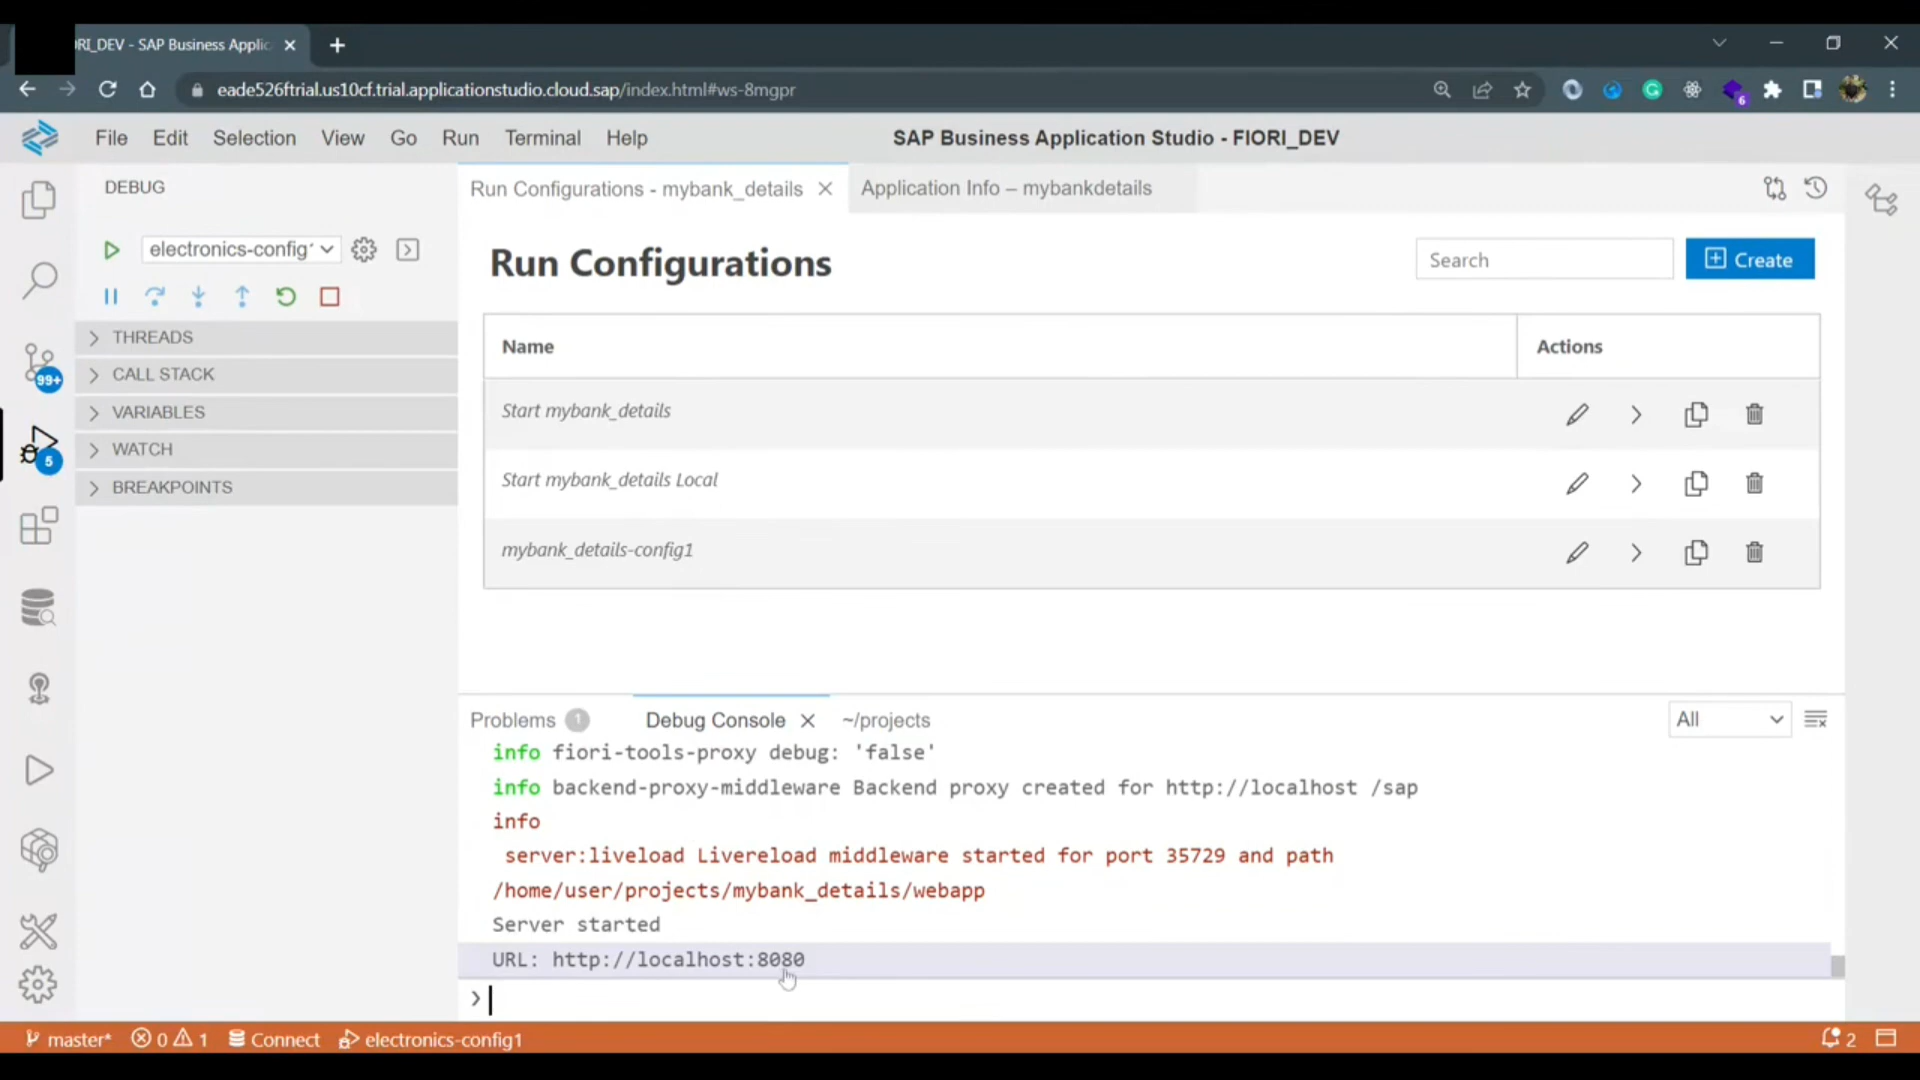 RI_DEV - SAP Business Applic
eade526ftrial.us10cf.trial.applicationstudio.cloud.sap/index.html#ws-8mgpr
6
File Edit Selection View Go Run Terminal Help
SAP Business Application Studio - FIORI_DEV
DEBUG
Run Configurations - mybank_details
Application Info – mybankdetails
electronics-config
Run Configurations
Search
Create
THREADS
CALL STACK
VARIABLES
WATCH
BREAKPOINTS
99+
5
Name
Actions
Start mybank_details
Start mybank_details Local
mybank_details-config1
Problems 1
Debug Console
~/projects
All
info fiori-tools-proxy debug: 'false'
info backend-proxy-middleware Backend proxy created for http://localhost /sap
info
server:liveload Livereload middleware started for port 35729 and path
/home/user/projects/mybank_details/webapp
Server started
URL: http://localhost:8080
>
master* 0 1 Connect electronics-config1
2